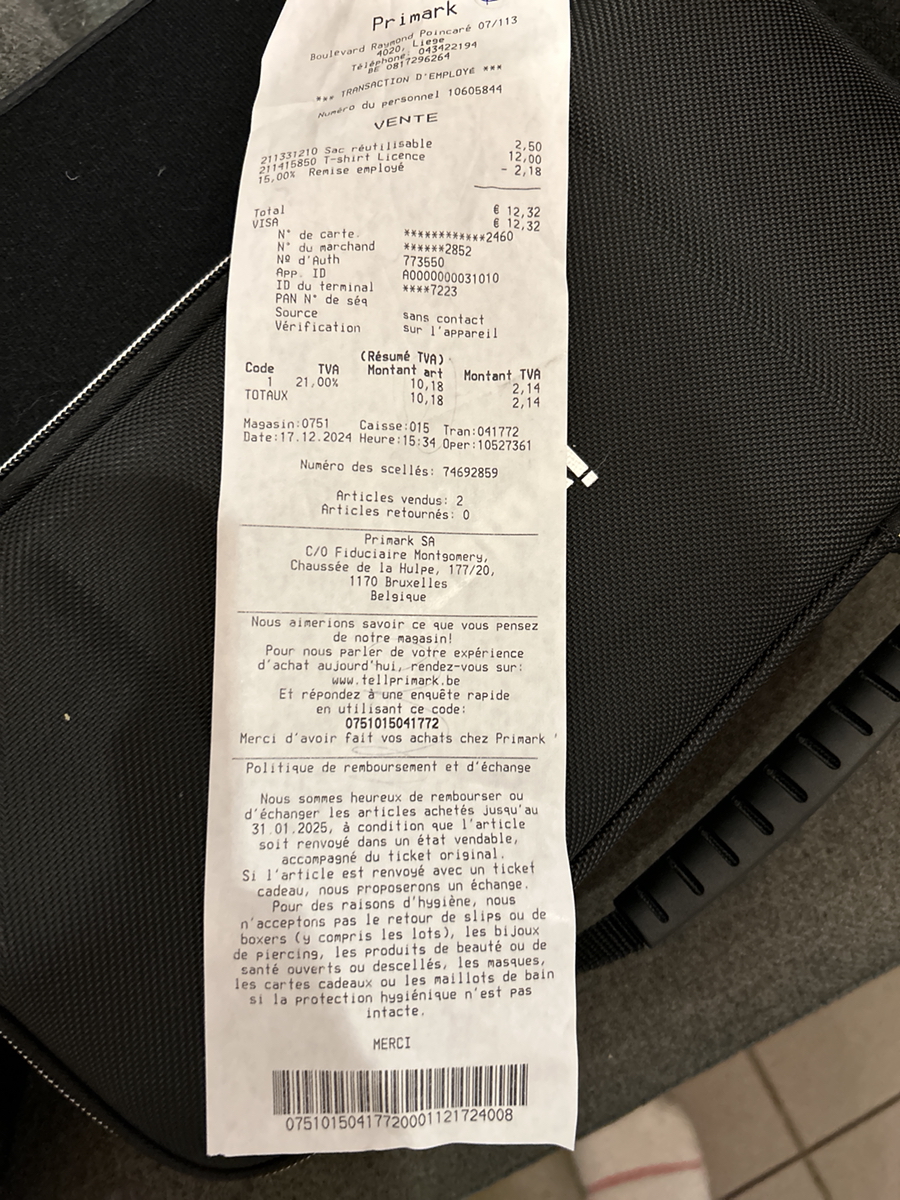 Primark
Boulevard Raymond Poincaré 07/113
4020, Liege
Téléphone: 043422194
BE 0817296264
*** TRANSACTION D'EMPLOYÉ ***
Numéro du personnel 10605844
VENTE
211331210 Sac réutilisable 2,50
211415850 T-shirt Licence 12,00
15,00% Remise employé - 2,18
Total € 12,32
VISA € 12,32
N° de carte. ************2460
N° du marchand ******2852
Nº d'Auth 773550
App. ID A0000000031010
ID du terminal ****7223
PAN N° de séq
Source sans contact
Vérification sur l'appareil
(Résumé TVA)
Code TVA Montant art Montant TVA
1 21,00% 10,18 2,14
TOTAUX 10,18 2,14
Magasin:0751 Caisse:015 Tran:041772
Date:17.12.2024 Heure:15:34 Oper:10527361
Numéro des scellés: 74692859
Articles vendus: 2
Articles retournés: 0
Primark SA
C/O Fiduciaire Montgomery,
Chaussée de la Hulpe, 177/20,
1170 Bruxelles
Belgique
Nous aimerions savoir ce que vous pensez
de notre magasin!
Pour nous parler de votre expérience
d'achat aujourd'hui, rendez-vous sur:
www.tellprimark.be
Et répondez à une enquête rapide
en utilisant ce code:
0751015041772
Merci d'avoir fait vos achats chez Primark
Politique de remboursement et d'échange
Nous sommes heureux de rembourser ou
d'échanger les articles achetés jusqu'au
31.01.2025, à condition que l'article
soit renvoyé dans un état vendable,
accompagné du ticket original.
Si l'article est renvoyé avec un ticket
cadeau, nous proposerons un échange.
Pour des raisons d'hygiène, nous
n'acceptons pas le retour de slips ou de
boxers (y compris les lots), les bijoux
de piercing, les produits de beauté ou de
santé ouverts ou descellés, les masques,
les cartes cadeaux ou les maillots de bain
si la protection hygiénique n'est pas
intacte.
MERCI
07510150417720001121724008